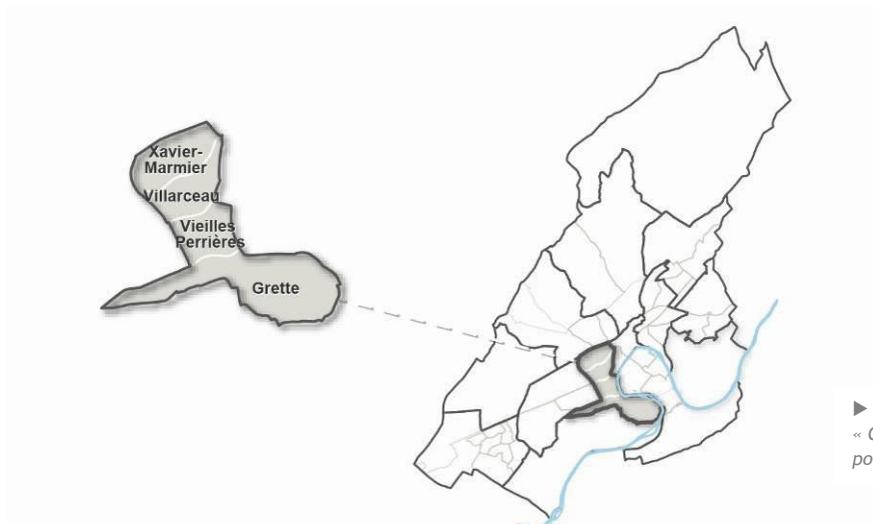 Xavier-
Marmier
Villarceau
Vieilles
Perrières
Grette
▶
«